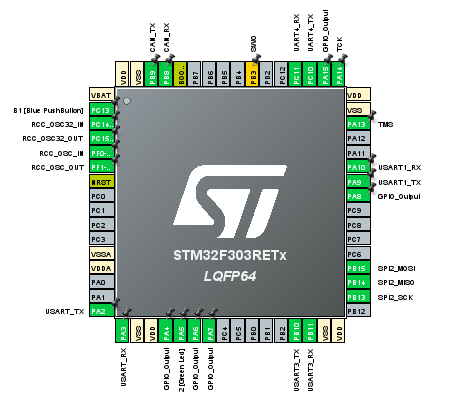 CAN_TX
CAN_RX
SWO
UART4_RX
UART4_TX
GPIO_Output
TCK
VDD
VSS
PB9
PB8
BOO..
PB7
PB6
PB5
PB4
PB3
PD2
PC12
PC11
PC10
PA15
PA14
VBAT
VDD
B1 [Blue PushButton]
PC13
VSS
RCC_OSC32_IN
PC14..
PA13
TMS
RCC_OSC32_OUT
PC15..
PA12
RCC_OSC_IN
PF0-..
PA11
RCC_OSC_OUT
PF1-..
PA10
USART1_RX
NRST
PA9
USART1_TX
PC0
PA8
GPIO_Output
PC1
PC9
PC2
PC8
PC3
PC7
VSSA
PC6
VDDA
PB15
SPI2_MOSI
PA0
PB14
SPI2_MISO
PA1
PB13
SPI2_SCK
USART_TX
PA2
PB12
ST
STM32F303RETx
LQFP64
PA3
VSS
VDD
PA4
PA5
PA6
PA7
PC4
PC5
PB0
PB1
PB2
PB10
PB11
VSS
VDD
USART_RX
GPIO_Output
2 [Green Led]
GPIO_Output
GPIO_Output
USART3_TX
USART3_RX